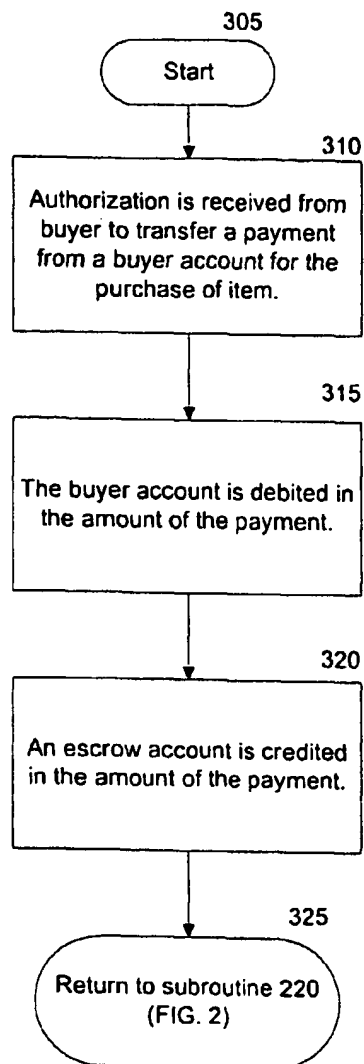 305
Start
310
Authorization is received from
buyer to transfer a payment
from a buyer account for the
purchase of item.
315
The buyer account is debited in
the amount of the payment.
320
An escrow account is credited
in the amount of the payment.
325
Return to subroutine 220
(FIG. 2)